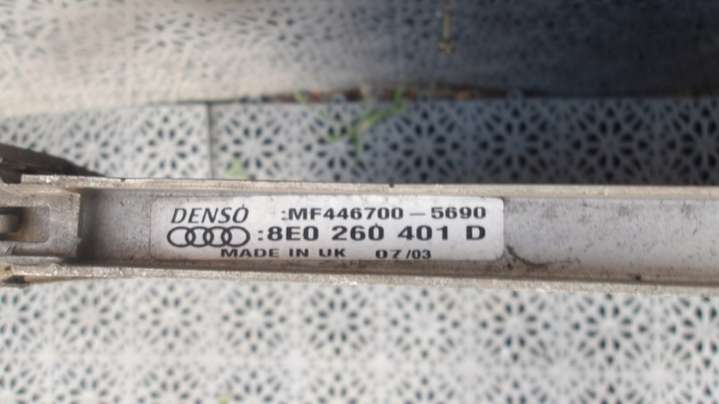 DENSO :MF446700-5690
:8E0 260 401 D
MADE IN UK 07/03